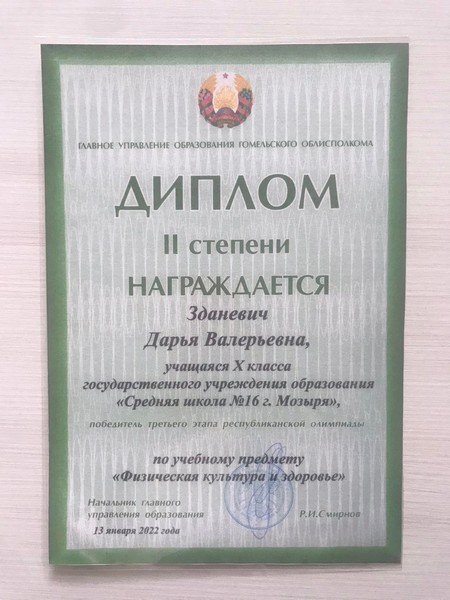 ГЛАВНОЕ УПРАВЛЕНИЕ ОБРАЗОВАНИЯ ГОМЕЛЬСКОГО ОБЛИСПОЛКОМА
ДИПЛОМ
II степени
НАГРАЖДАЕТСЯ
Зданевич
Дарья Валерьевна,
учащаяся X класса
государственного учреждения образования
«Средняя школа №16 г. Мозыря»,
победитель третьего этапа республиканской олимпиады
по учебному предмету
«Физическая культура и здоровье»
Начальник главного
управления образования Р.И.Смирнов
13 января 2022 года